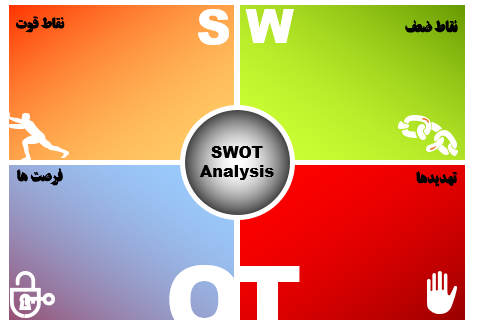 نقاط قوت
S
W
نقاط ضعف
SWOT
Analysis
فرصت ها
تهدیدها
O
T